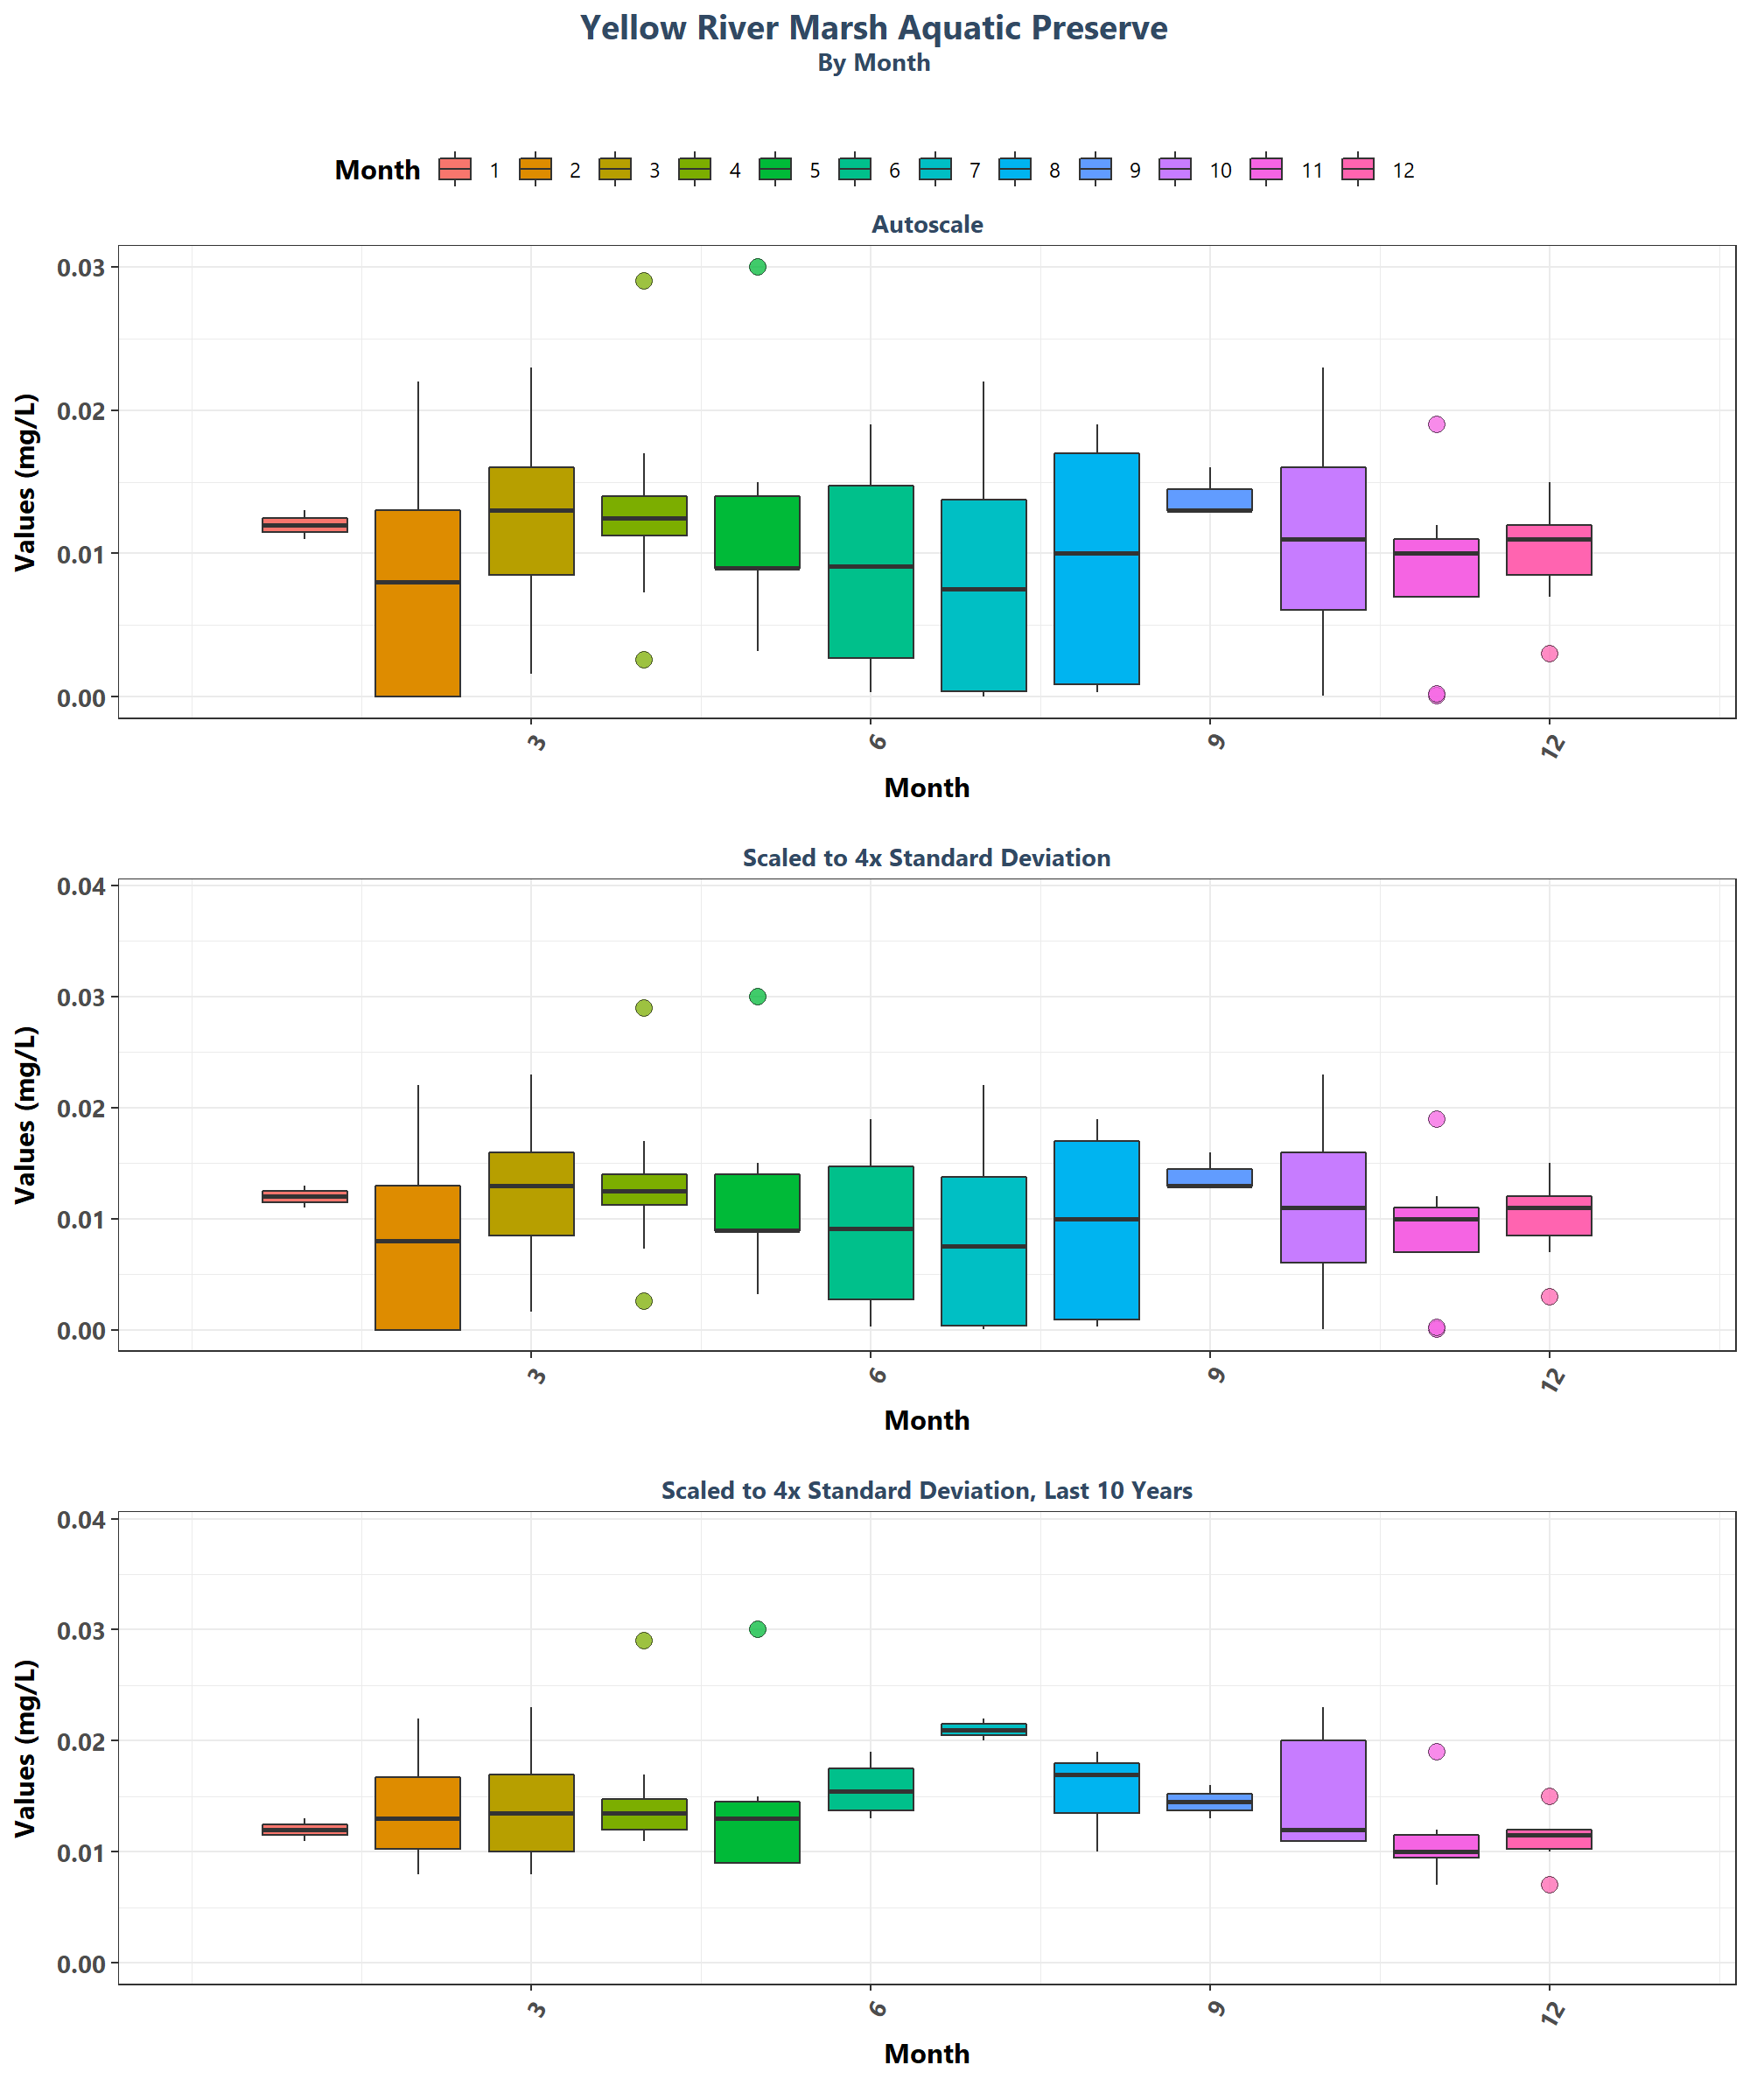 Yellow River Marsh Aquatic Preserve
By Month
Month 1 2 3 4 5 6 7 8 9 10 11 12
Autoscale
Values (mg/L)
0.03
0.02
0.01
0.00
3 6 9 12
Month
Scaled to 4x Standard Deviation
Values (mg/L)
0.04
0.03
0.02
0.01
0.00
3 6 9 12
Month
Scaled to 4x Standard Deviation, Last 10 Years
Values (mg/L)
0.04
0.03
0.02
0.01
0.00
3 6 9 12
Month